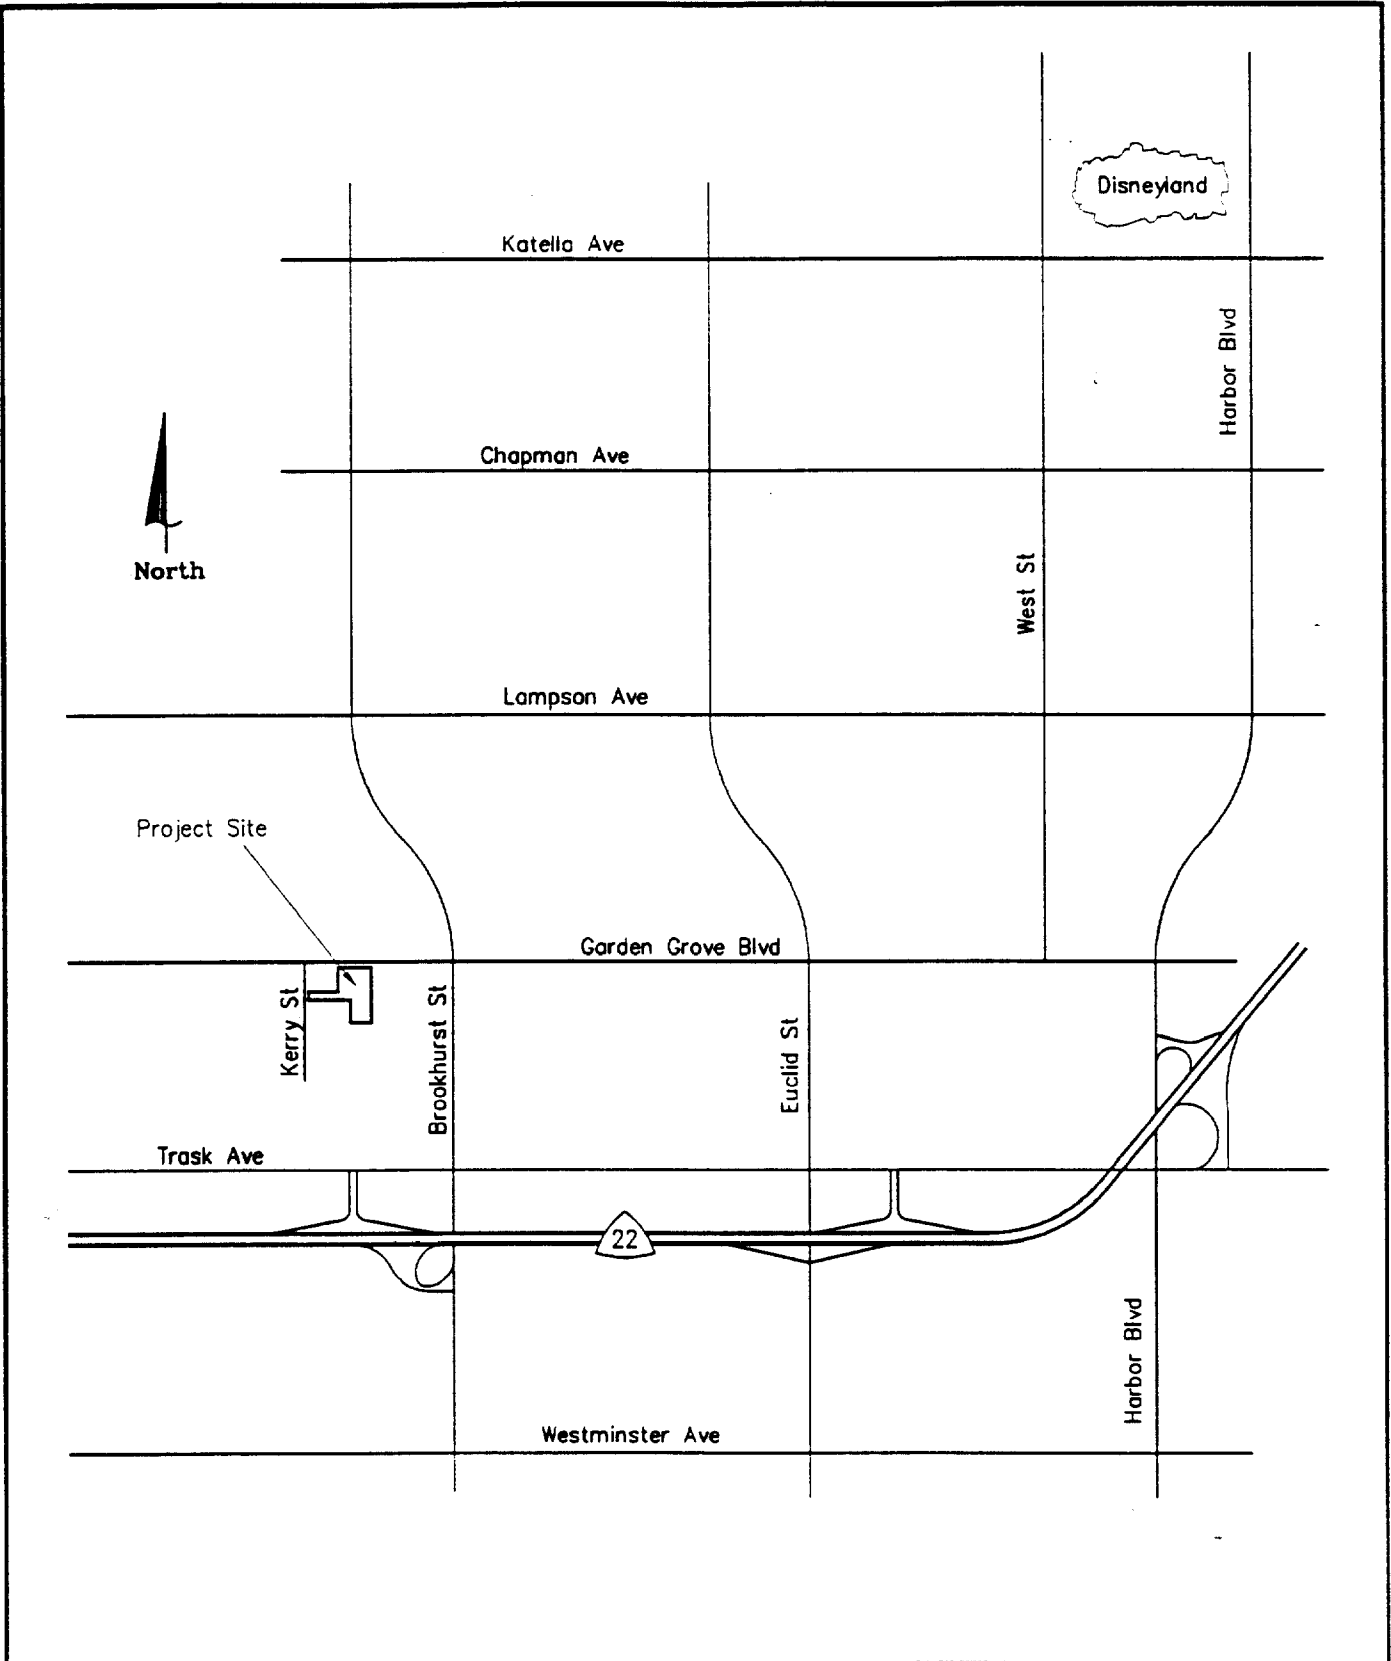 Disneyland
Katella Ave
Harbor Blvd
Chapman Ave
North
West St
Lampson Ave
Project Site
Garden Grove Blvd
Kerry St
Brookhurst St
Euclid St
Trask Ave
22
Harbor Blvd
Westminster Ave